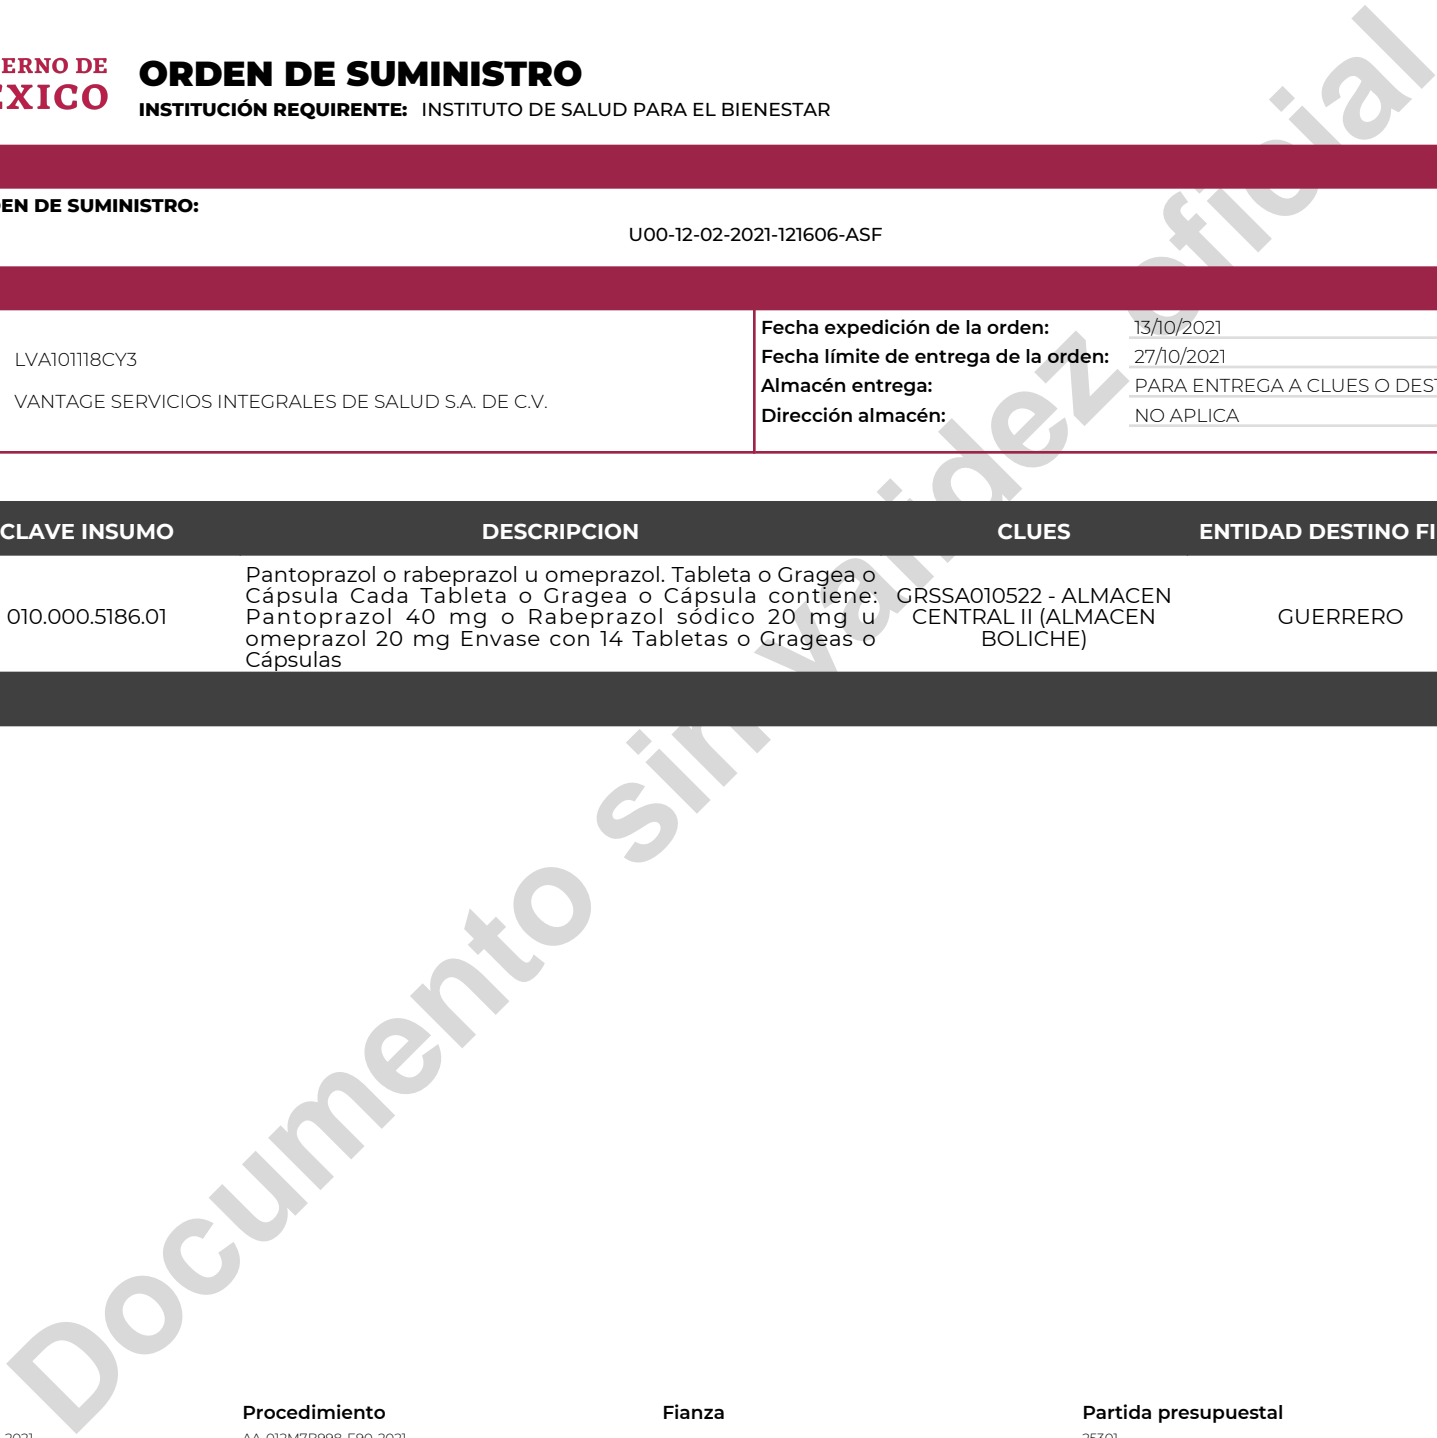 ERNO DE
EXICO
ORDEN DE SUMINISTRO
INSTITUCIÓN REQUIRENTE: INSTITUTO DE SALUD PARA EL BIENESTAR
EN DE SUMINISTRO:
U00-12-02-2021-121606-ASF
LVA101118CY3
VANTAGE SERVICIOS INTEGRALES DE SALUD S.A. DE C.V.
Fecha expedición de la orden: 13/10/2021
Fecha límite de entrega de la orden: 27/10/2021
Almacén entrega: PARA ENTREGA A CLUES O DEST
Dirección almacén: NO APLICA
CLAVE INSUMO DESCRIPCION CLUES ENTIDAD DESTINO FI
010.000.5186.01
Pantoprazol o rabeprazol u omeprazol. Tableta o Gragea o
Cápsula Cada Tableta o Gragea o Cápsula contiene:
Pantoprazol 40 mg o Rabeprazol sódico 20 mg u
omeprazol 20 mg Envase con 14 Tabletas o Grageas o
Cápsulas
GRSSA010522 - ALMACEN
CENTRAL II (ALMACEN
BOLICHE)
GUERRERO
Documento sin validez oficial
Procedimiento Fianza Partida presupuestal